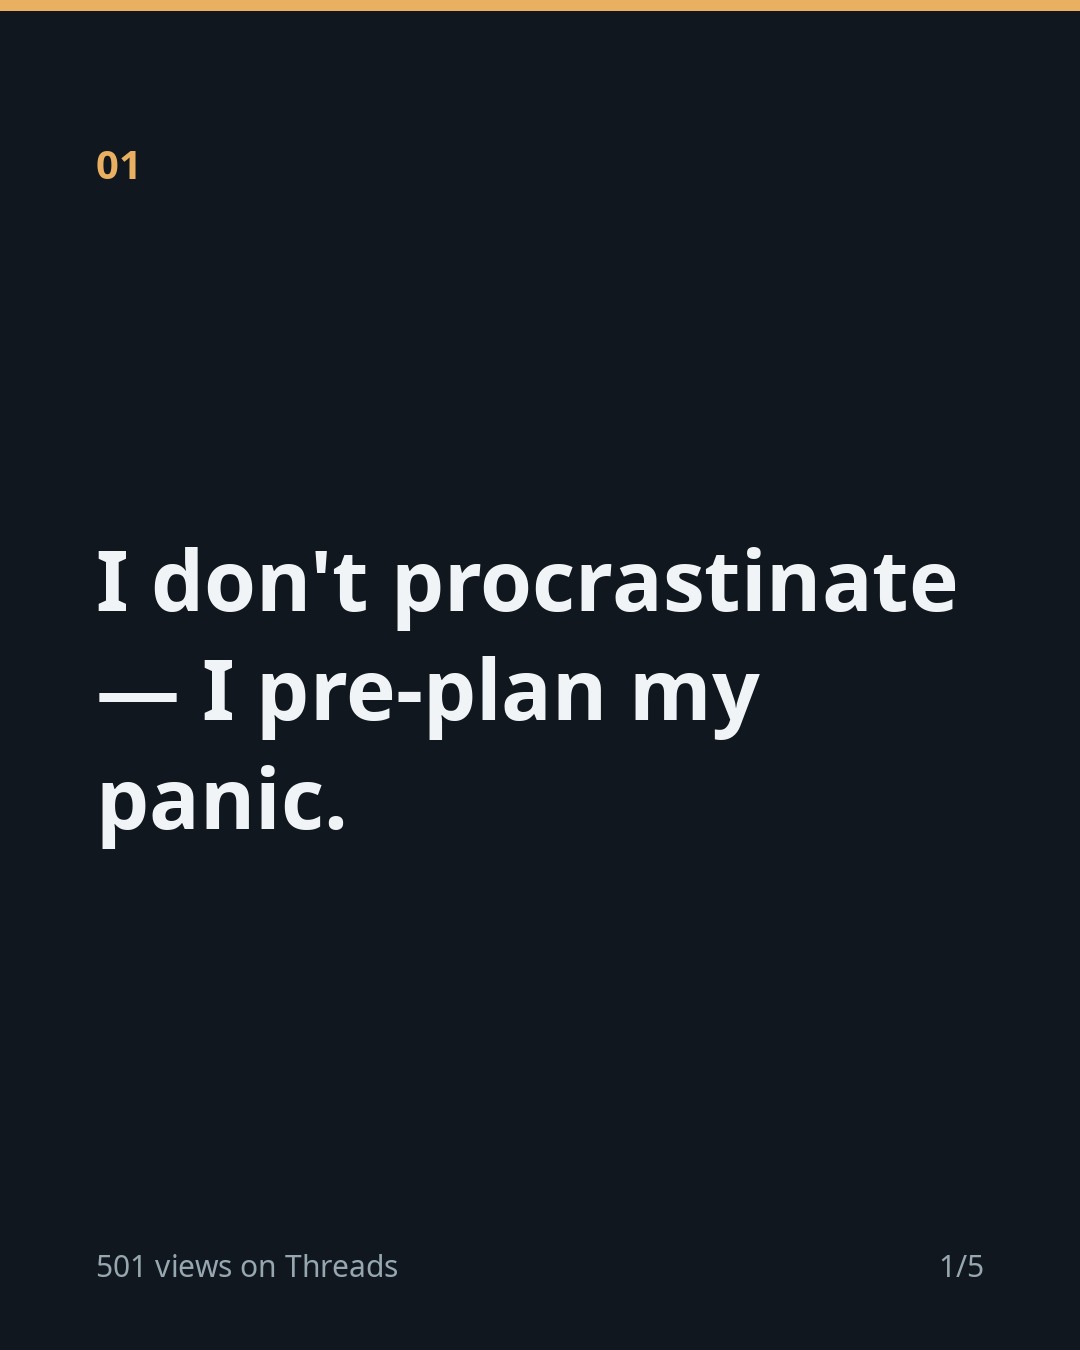 01
I don't procrastinate
— I pre-plan my
panic.
501 views on Threads
1/5